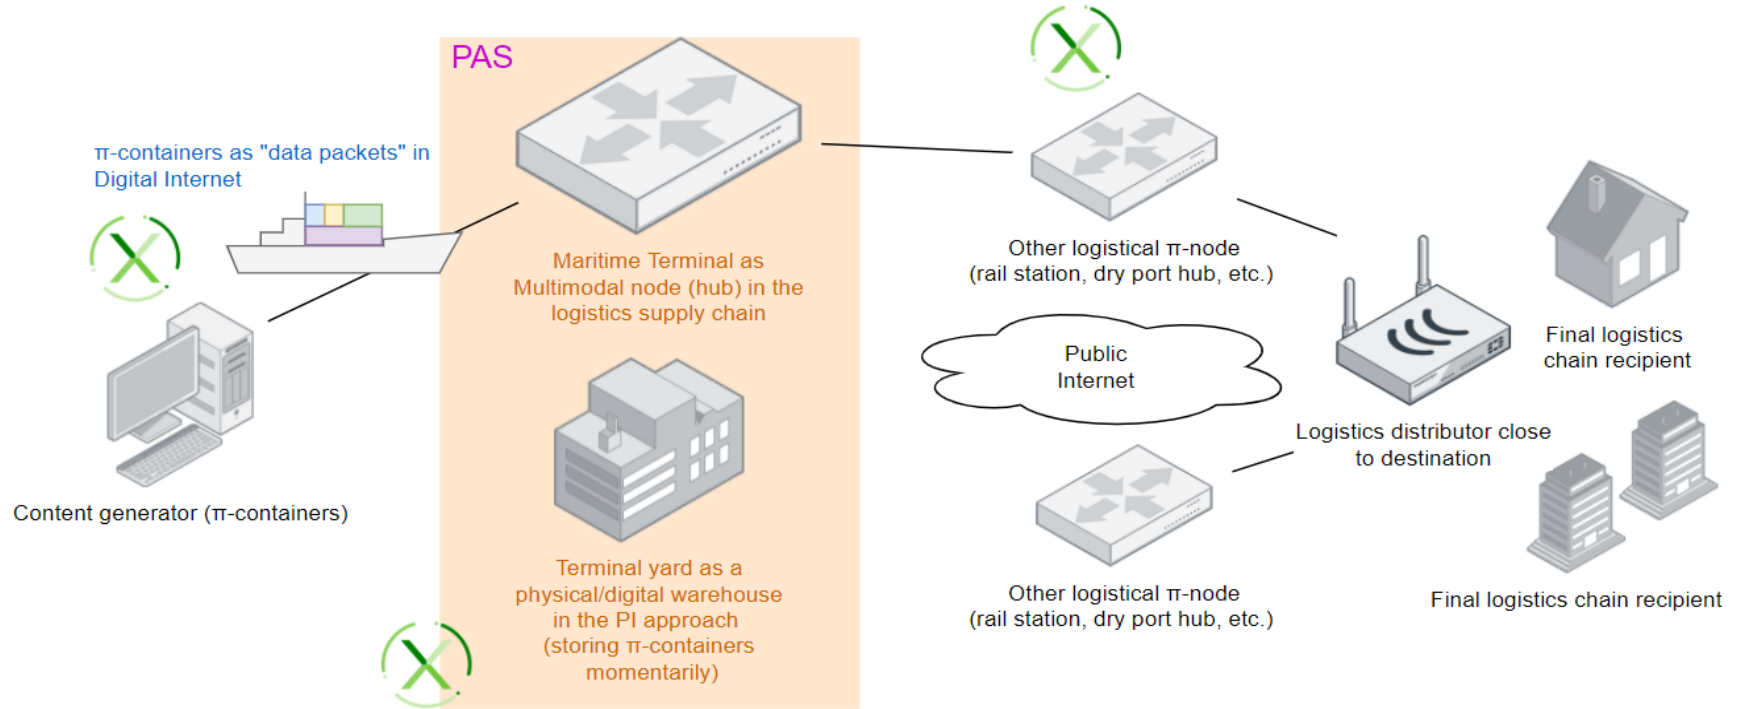 PAS
π-containers as "data packets" in
Digital Internet
Content generator (π-containers)
Maritime Terminal as
Multimodal node (hub) in the
logistics supply chain
Terminal yard as a
physical/digital warehouse
in the PI approach
(storing π-containers
momentarily)
Other logistical π-node
(rail station, dry port hub, etc.)
Public
Internet
Other logistical π-node
(rail station, dry port hub, etc.)
Logistics distributor close
to destination
Final logistics
chain recipient
Final logistics chain recipient